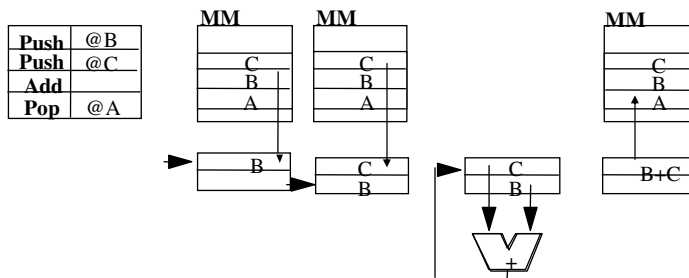 MM MM MM
Push @B
Push @C
Add
Pop @A
C C C
B B B
A A A
B C C B+C
B B
+